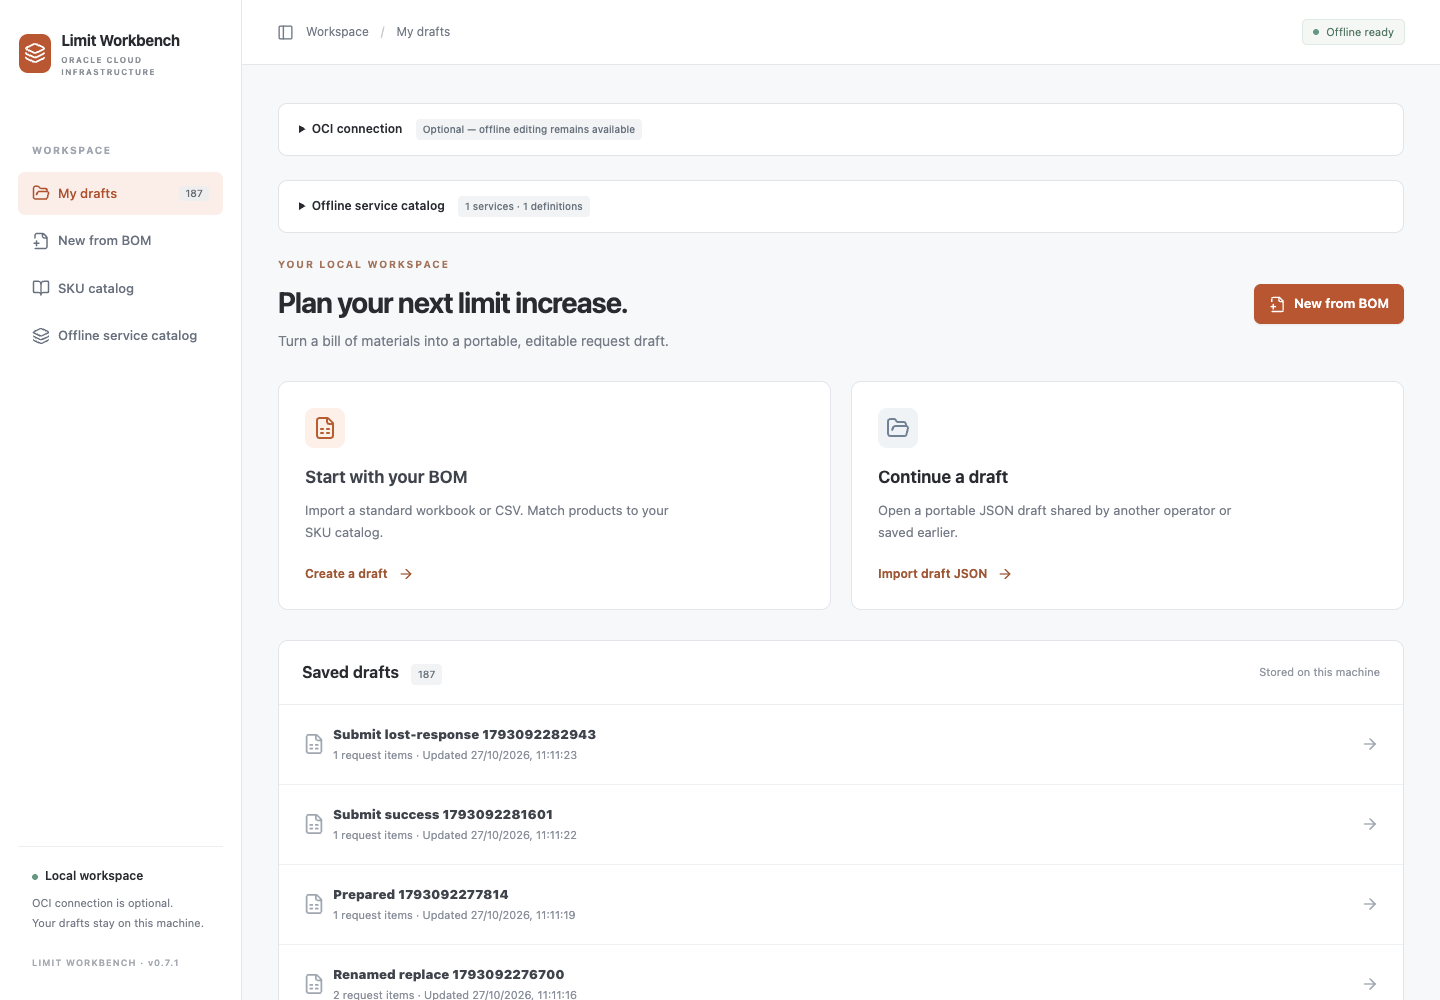 Limit Workbench
ORACLE CLOUD
INFRASTRUCTURE
WORKSPACE
My drafts 187
New from BOM
SKU catalog
Offline service catalog
Local workspace
OCI connection is optional.
Your drafts stay on this machine.
LIMIT WORKBENCH · v0.7.1
Workspace / My drafts
Offline ready
OCI connection Optional — offline editing remains available
Offline service catalog 1 services · 1 definitions
YOUR LOCAL WORKSPACE
Plan your next limit increase.
Turn a bill of materials into a portable, editable request draft.
New from BOM
Start with your BOM
Import a standard workbook or CSV. Match products to your
SKU catalog.
Create a draft
Continue a draft
Open a portable JSON draft shared by another operator or
saved earlier.
Import draft JSON
Saved drafts 187
Stored on this machine
Submit lost-response 1793092282943
1 request items · Updated 27/10/2026, 11:11:23
Submit success 1793092281601
1 request items · Updated 27/10/2026, 11:11:22
Prepared 1793092277814
1 request items · Updated 27/10/2026, 11:11:19
Renamed replace 1793092276700
2 request items · Updated 27/10/2026, 11:11:16